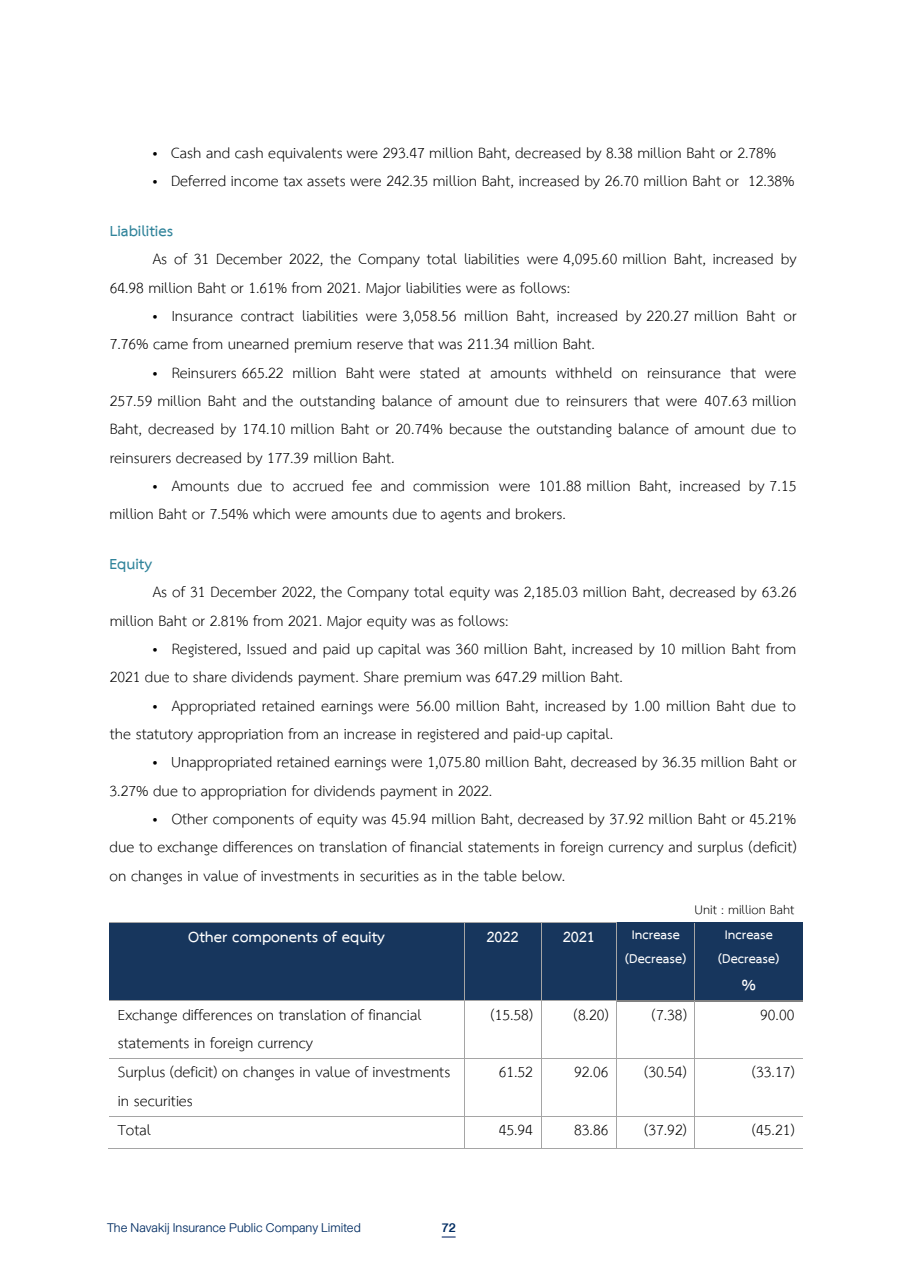 • Cash and cash equivalents were 293.47 million Baht, decreased by 8.38 million Baht or 2.78%
• Deferred income tax assets were 242.35 million Baht, increased by 26.70 million Baht or 12.38%
Liabilities
As of 31 December 2022, the Company total liabilities were 4,095.60 million Baht, increased by
64.98 million Baht or 1.61% from 2021. Major liabilities were as follows:
• Insurance contract liabilities were 3,058.56 million Baht, increased by 220.27 million Baht or
7.76% came from unearned premium reserve that was 211.34 million Baht.
• Reinsurers 665.22 million Baht were stated at amounts withheld on reinsurance that were
257.59 million Baht and the outstanding balance of amount due to reinsurers that were 407.63 million
Baht, decreased by 174.10 million Baht or 20.74% because the outstanding balance of amount due to
reinsurers decreased by 177.39 million Baht.
• Amounts due to accrued fee and commission were 101.88 million Baht, increased by 7.15
million Baht or 7.54% which were amounts due to agents and brokers.
Equity
As of 31 December 2022, the Company total equity was 2,185.03 million Baht, decreased by 63.26
million Baht or 2.81% from 2021. Major equity was as follows:
• Registered, Issued and paid up capital was 360 million Baht, increased by 10 million Baht from
2021 due to share dividends payment. Share premium was 647.29 million Baht.
• Appropriated retained earnings were 56.00 million Baht, increased by 1.00 million Baht due to
the statutory appropriation from an increase in registered and paid-up capital.
• Unappropriated retained earnings were 1,075.80 million Baht, decreased by 36.35 million Baht or
3.27% due to appropriation for dividends payment in 2022.
• Other components of equity was 45.94 million Baht, decreased by 37.92 million Baht or 45.21%
due to exchange differences on translation of financial statements in foreign currency and surplus (deficit)
on changes in value of investments in securities as in the table below.
Unit : million Baht
Other components of equity 2022 2021 Increase (Decrease) Increase (Decrease) %
Exchange differences on translation of financial (15.58) (8.20) (7.38) 90.00
statements in foreign currency
Surplus (deficit) on changes in value of investments 61.52 92.06 (30.54) (33.17)
in securities
Total 45.94 83.86 (37.92) (45.21)
The Navakij Insurance Public Company Limited 72